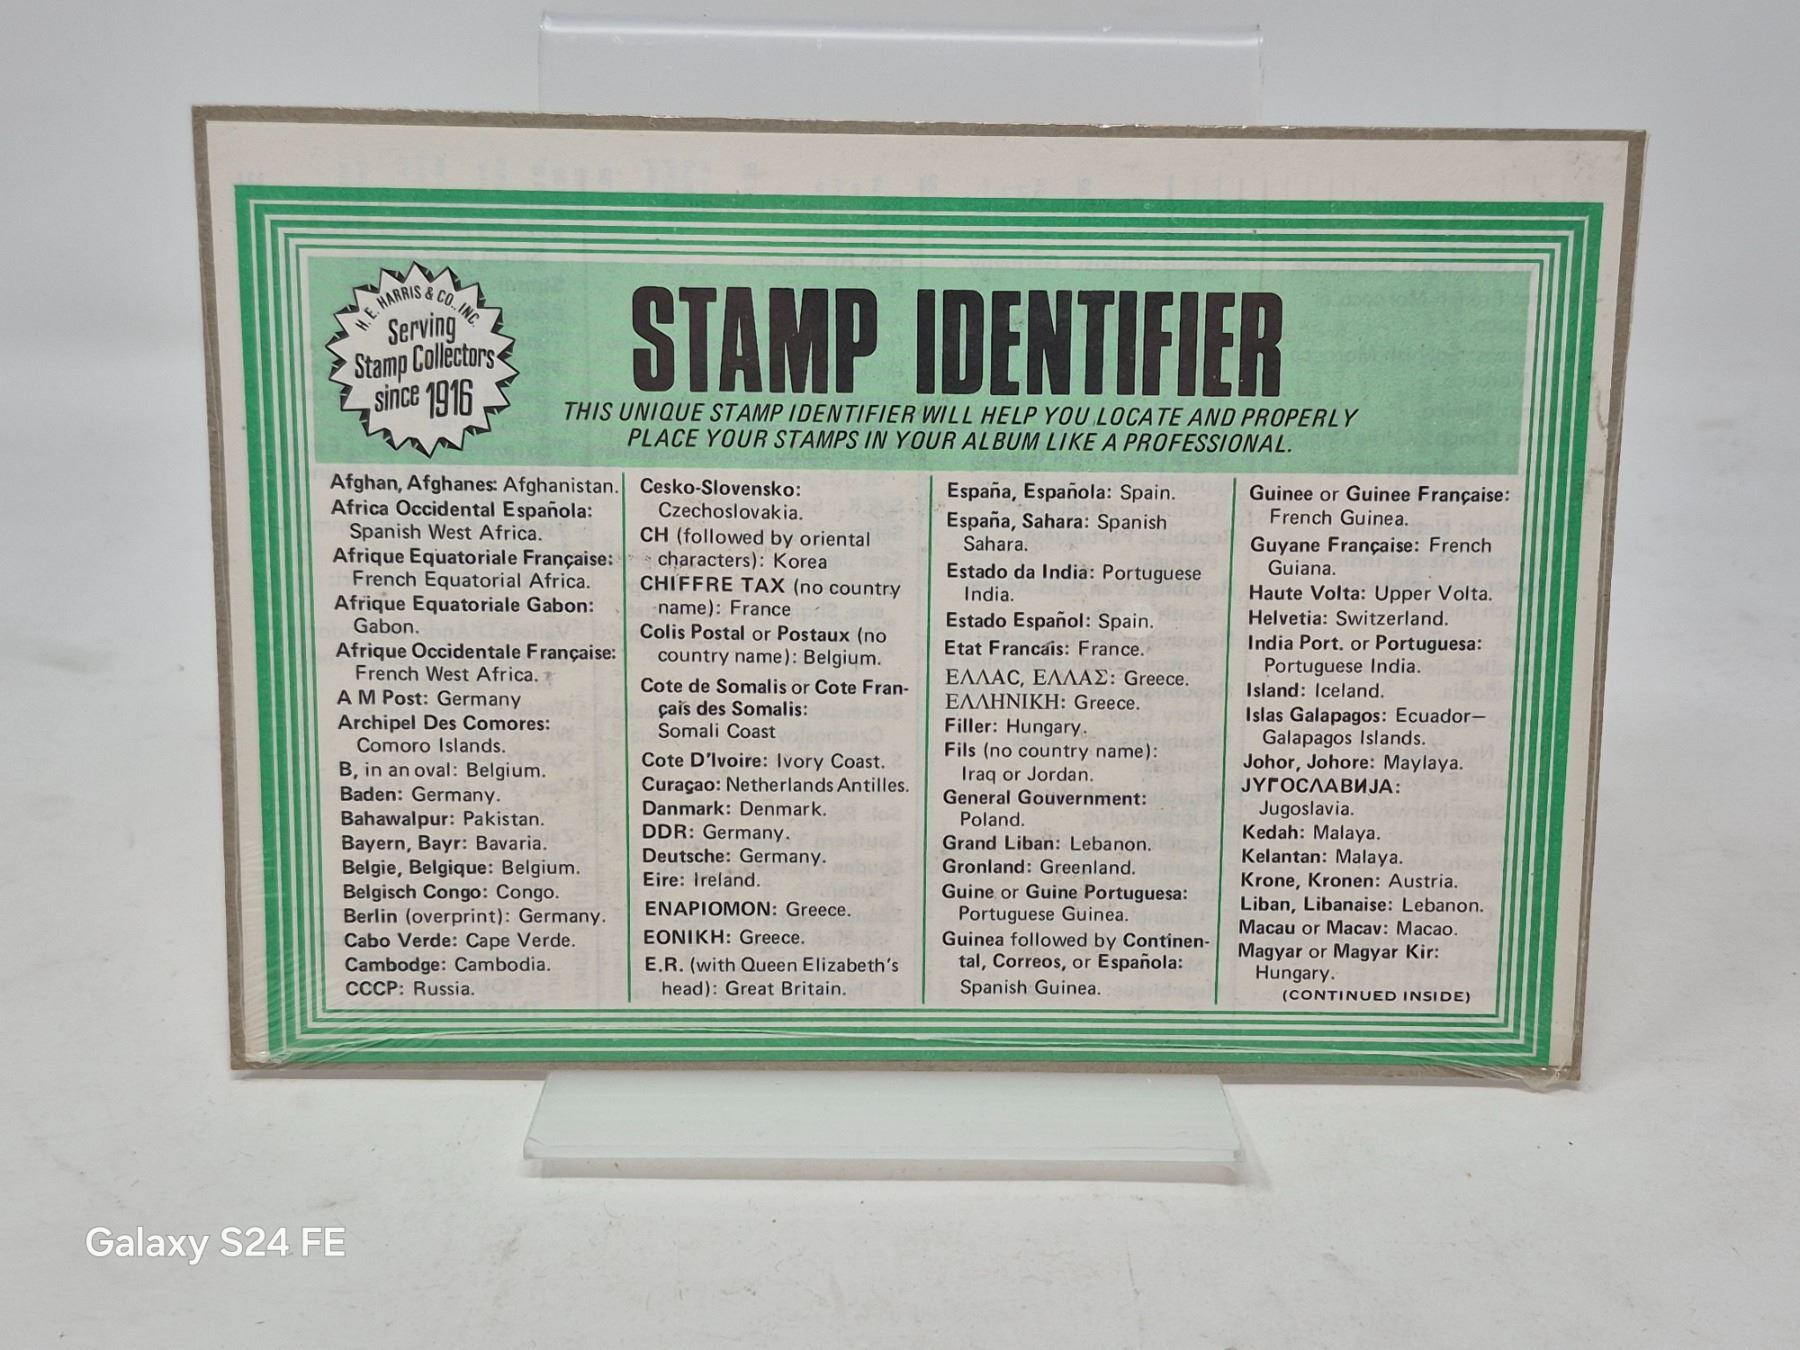 H. E. HARRIS & CO., INC.
Serving
Stamp Collectors
since 1916
STAMP IDENTIFIER
THIS UNIQUE STAMP IDENTIFIER WILL HELP YOU LOCATE AND PROPERLY
PLACE YOUR STAMPS IN YOUR ALBUM LIKE A PROFESSIONAL.
Afghan, Afghanes: Afghanistan.
Africa Occidental Española:
Spanish West Africa.
Afrique Equatoriale Française:
French Equatorial Africa.
Afrique Equatoriale Gabon:
Gabon.
Afrique Occidentale Française:
French West Africa.
A M Post: Germany
Archipel Des Comores:
Comoro Islands.
B, in an oval: Belgium.
Baden: Germany.
Bahawalpur: Pakistan.
Bayern, Bayr: Bavaria.
Belgie, Belgique: Belgium.
Belgisch Congo: Congo.
Berlin (overprint): Germany.
Cabo Verde: Cape Verde.
Cambodge: Cambodia.
CCCP: Russia.
Cesko-Slovensko:
Czechoslovakia.
CH (followed by oriental
characters): Korea
CHIFFRE TAX (no country
name): France
Colis Postal or Postaux (no
country name): Belgium.
Cote de Somalis or Cote Fran-
çais des Somalis:
Somali Coast
Cote D'Ivoire: Ivory Coast.
Curaçao: Netherlands Antilles.
Danmark: Denmark.
DDR: Germany.
Deutsche: Germany.
Eire: Ireland.
ENAPIOMON: Greece.
EONIKH: Greece.
E.R. (with Queen Elizabeth's
head): Great Britain.
España, Española: Spain.
España, Sahara: Spanish
Sahara.
Estado da India: Portuguese
India.
Estado Español: Spain.
Etat Francais: France.
ΕΛΛΑC, ΕΛΛΑΣ: Greece.
ΕΛΛΗΝΙΚΗ: Greece.
Filler: Hungary.
Fils (no country name):
Iraq or Jordan.
General Gouvernment:
Poland.
Grand Liban: Lebanon.
Gronland: Greenland.
Guine or Guine Portuguesa:
Portuguese Guinea.
Guinea followed by Continen-
tal, Correos, or Española:
Spanish Guinea.
Guinee or Guinee Française:
French Guinea.
Guyane Française: French
Guiana.
Haute Volta: Upper Volta.
Helvetia: Switzerland.
India Port. or Portuguesa:
Portuguese India.
Island: Iceland.
Islas Galapagos: Ecuador—
Galapagos Islands.
Johor, Johore: Maylaya.
JYГОСЛАВИJА:
Jugoslavia.
Kedah: Malaya.
Kelantan: Malaya.
Krone, Kronen: Austria.
Liban, Libanaise: Lebanon.
Macau or Macav: Macao.
Magyar or Magyar Kir:
Hungary.
(CONTINUED INSIDE)
Galaxy S24 FE